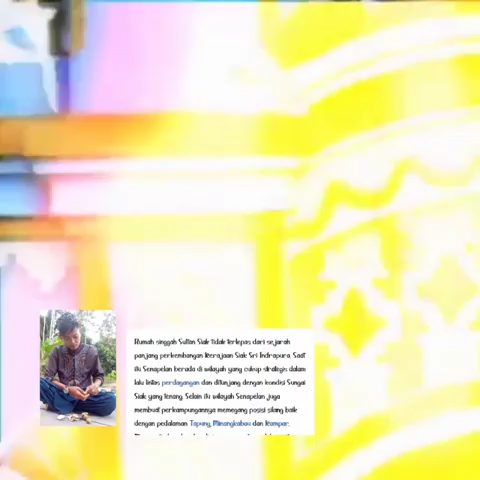 Rumah singgah Sultan Siak tidak terlepas dari sejarah
panjang perkembangan Kerajaan Siak Sri Indrapura. Saat
itu Senapelan berada di wilayah yang cukup strategis dalam
lalu lintas perdagangan dan ditunjang dengan kondisi Sungai
Siak yang tenang. Selain itu wilayah Senapelan juga
membuat perkampungannya memegang posisi silang baik
dengan pedalaman Tapung, Minangkabau dan Kampar.